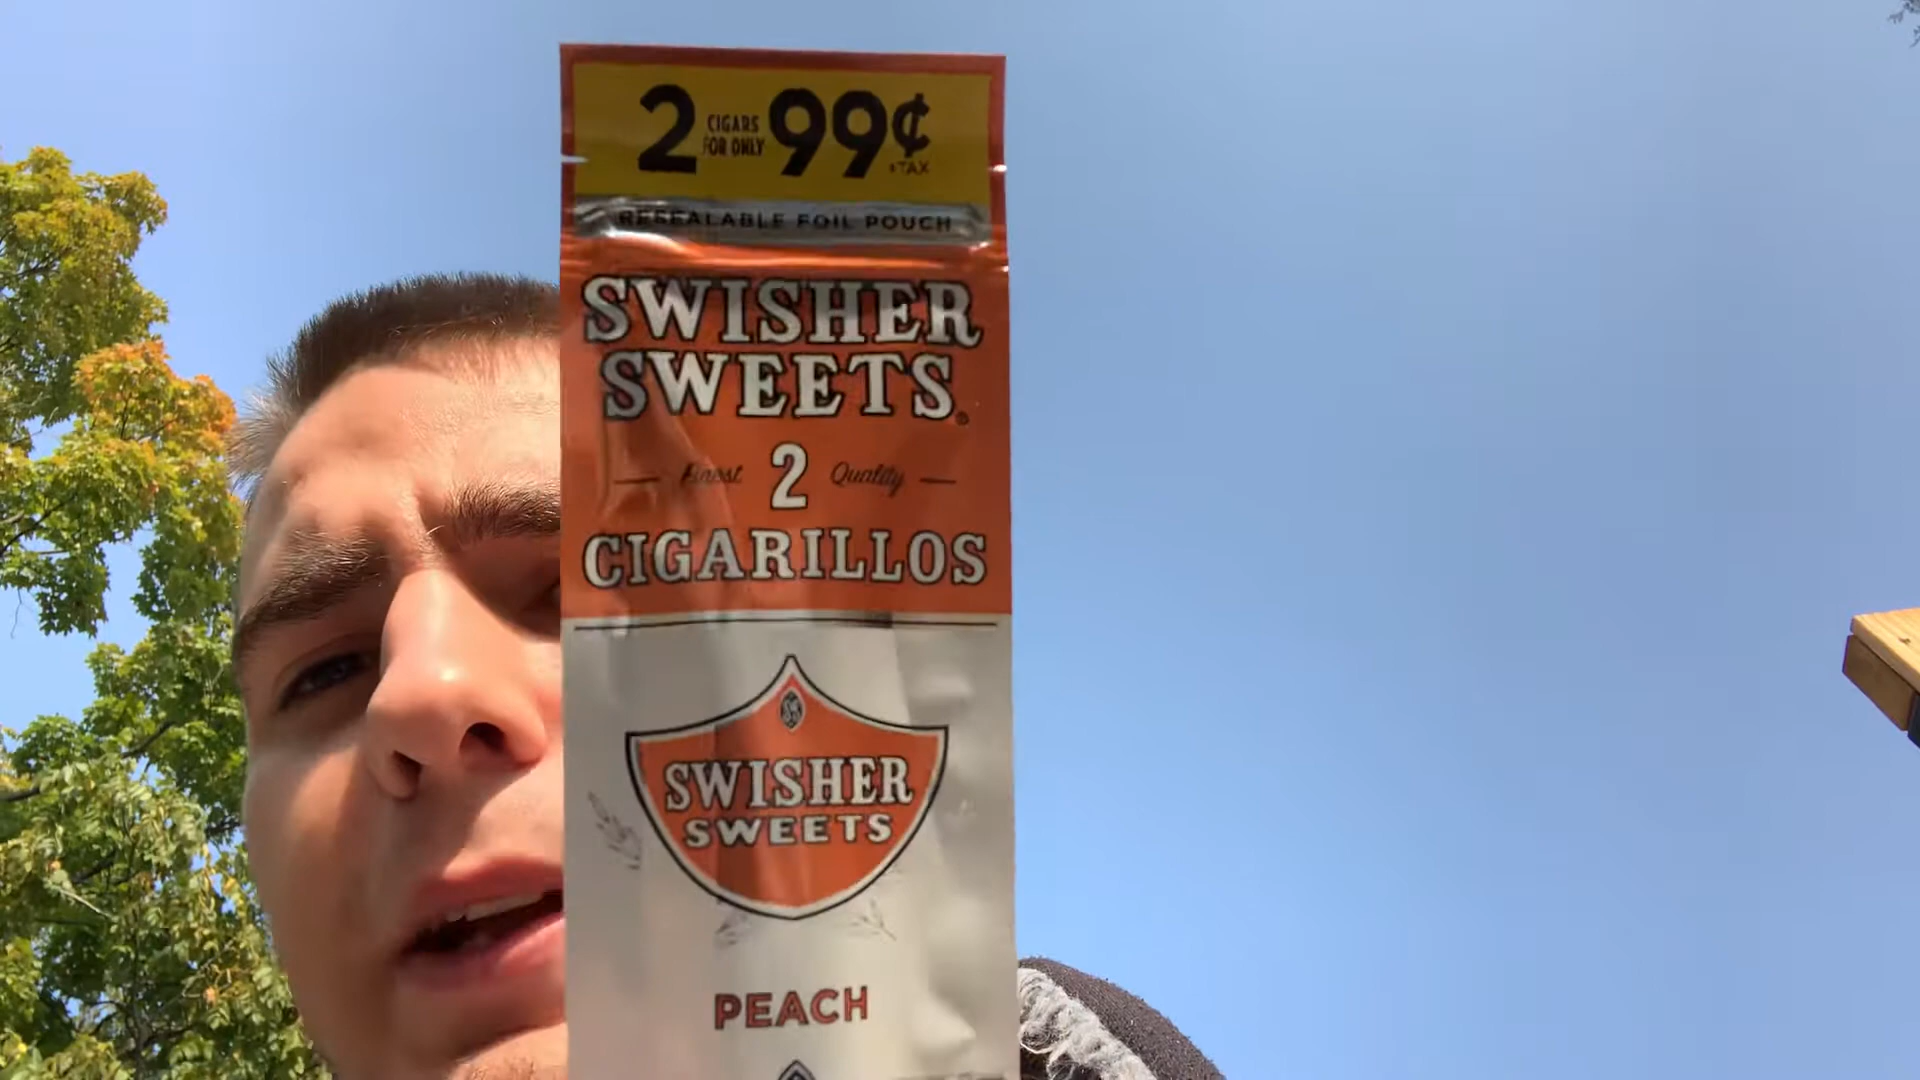 2 CIGARS FOR ONLY 99¢ +TAX
RESEALABLE FOIL POUCH
SWISHER
SWEETS
Finest 2 Quality
CIGARILLOS
SWISHER
SWEETS
PEACH